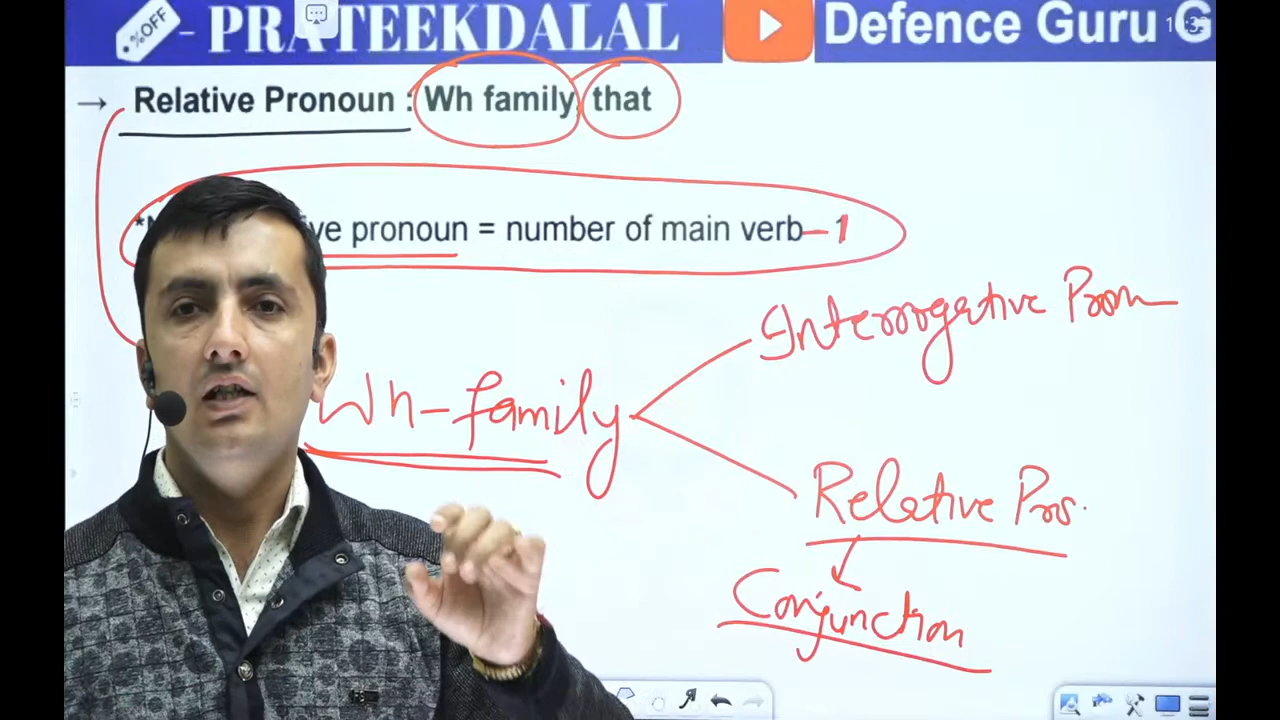 %OFF - PRATEEKDALAL Defence Guru G
→ Relative Pronoun : Wh family, that
pronoun = number of main verb – 1
Interrogative Pron
Wh-family
Relative Pro.
Conjunction